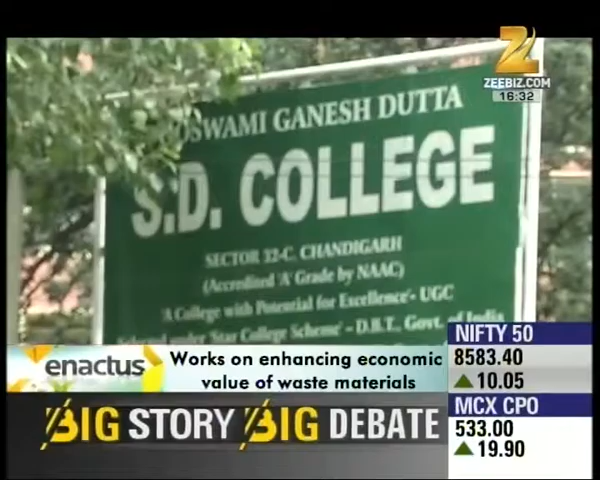 ZEEBIZ.COM
16:32
GOSWAMI GANESH DUTTA
S.D. COLLEGE
SECTOR 32-C, CHANDIGARH
(Accredited 'A' Grade by NAAC)
'A College with Potential for Excellence'- UGC
under 'Star College Scheme'- D.B.T., Govt. of India
enactus
Works on enhancing economic
value of waste materials
NIFTY 50
8583.40
10.05
MCX CPO
533.00
19.90
BIG STORY BIG DEBATE